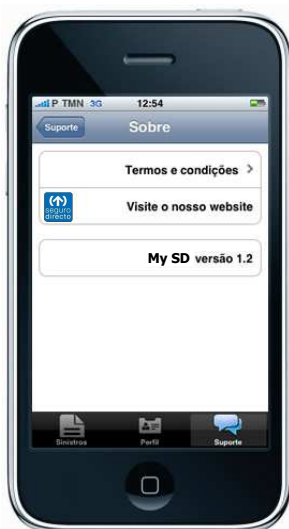 P TMN 3G 12:54
Suporte Sobre
Termos e condições >
seguro
directo
Visite o nosso website
My SD versão 1.2
Sinistros Perfil Suporte